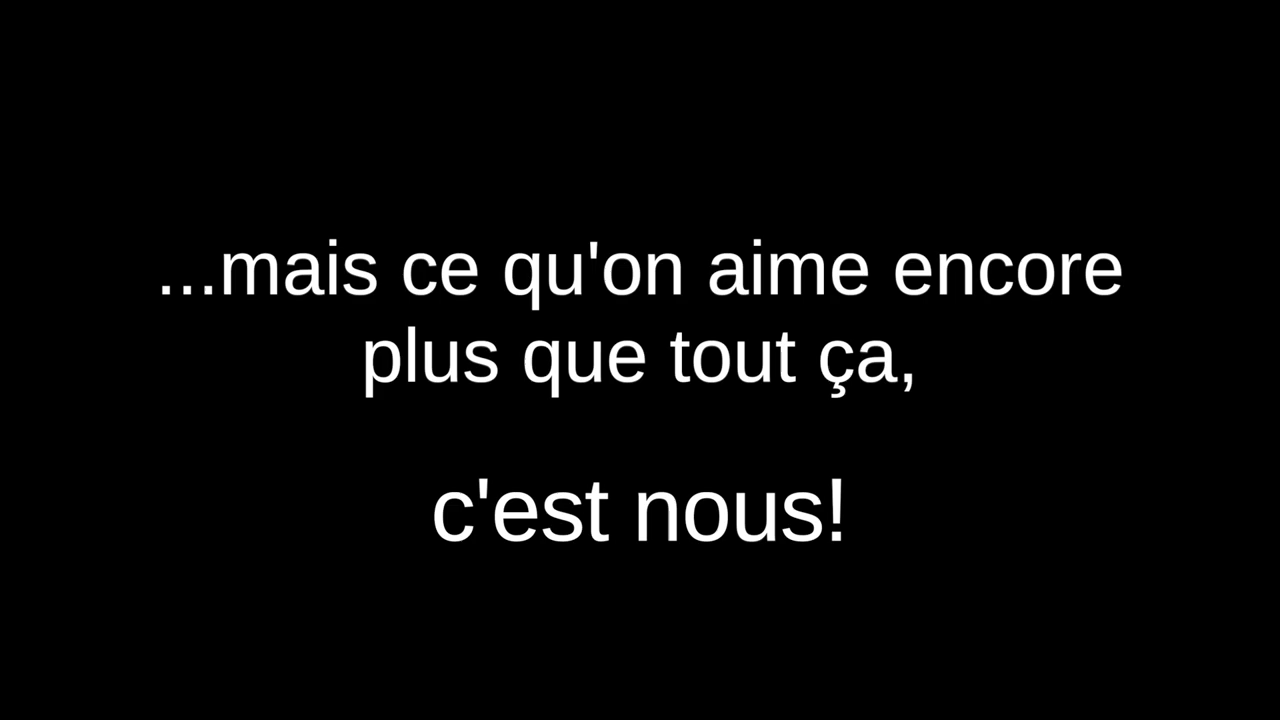 ...mais ce qu'on aime encore
plus que tout ça,
c'est nous!